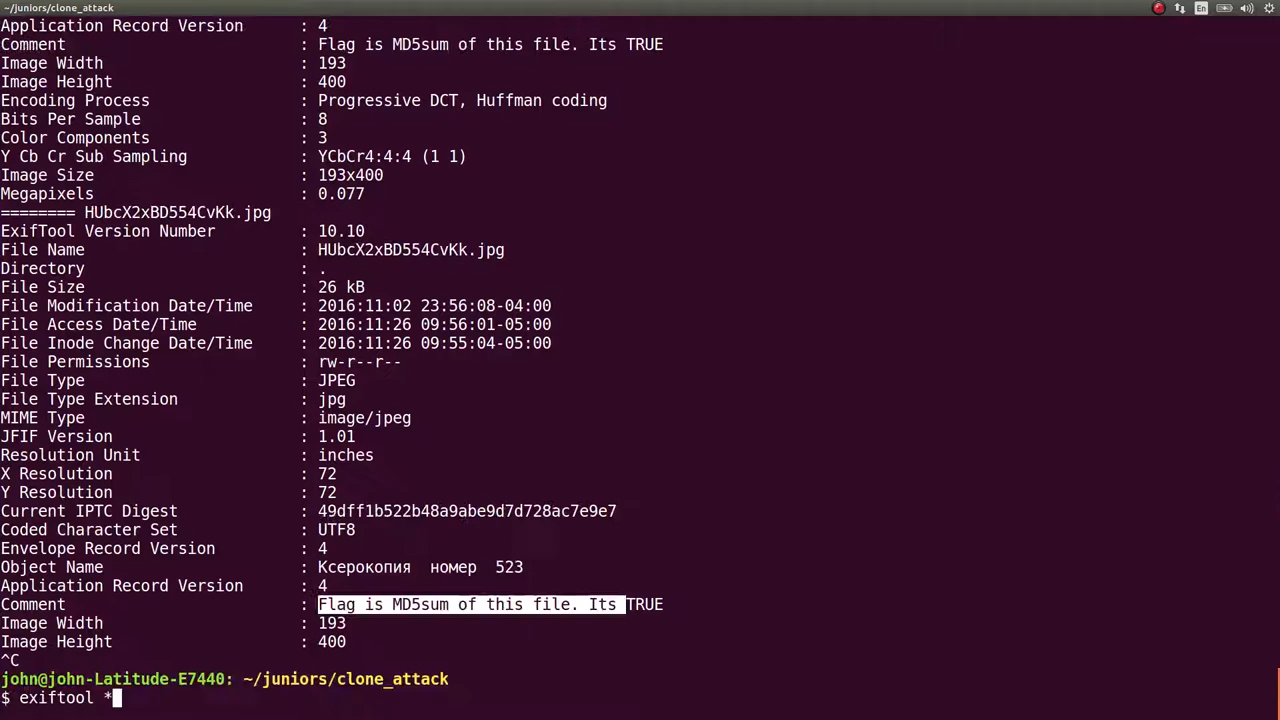 ~/juniors/clone_attack
En
Application Record Version : 4
Comment : Flag is MD5sum of this file. Its TRUE
Image Width : 193
Image Height : 400
Encoding Process : Progressive DCT, Huffman coding
Bits Per Sample : 8
Color Components : 3
Y Cb Cr Sub Sampling : YCbCr4:4:4 (1 1)
Image Size : 193x400
Megapixels : 0.077
======== HUbcX2xBD554CvKk.jpg
ExifTool Version Number : 10.10
File Name : HUbcX2xBD554CvKk.jpg
Directory : .
File Size : 26 kB
File Modification Date/Time : 2016:11:02 23:56:08-04:00
File Access Date/Time : 2016:11:26 09:56:01-05:00
File Inode Change Date/Time : 2016:11:26 09:55:04-05:00
File Permissions : rw-r--r--
File Type : JPEG
File Type Extension : jpg
MIME Type : image/jpeg
JFIF Version : 1.01
Resolution Unit : inches
X Resolution : 72
Y Resolution : 72
Current IPTC Digest : 49dff1b522b48a9abe9d7d728ac7e9e7
Coded Character Set : UTF8
Envelope Record Version : 4
Object Name : Ксерокопия номер 523
Application Record Version : 4
Comment : Flag is MD5sum of this file. Its TRUE
Image Width : 193
Image Height : 400
^C
john@john-Latitude-E7440: ~/juniors/clone_attack
$ exiftool *